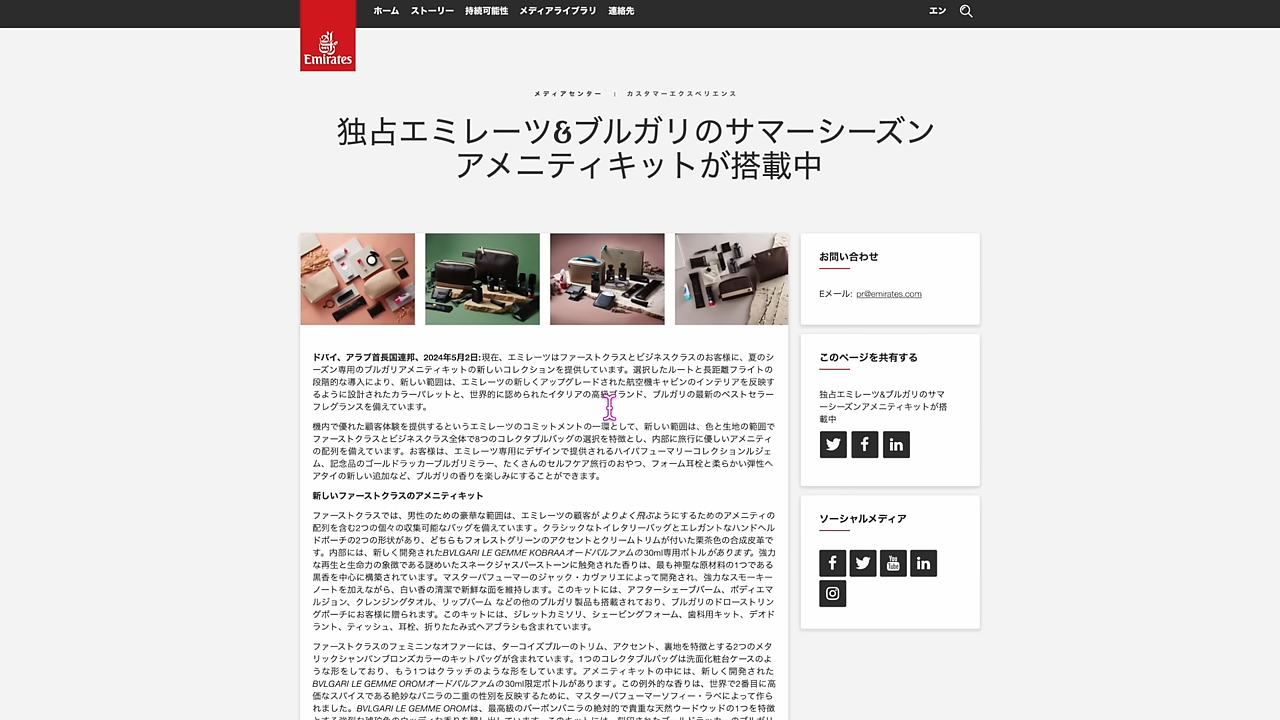 ホーム ストーリー 持続可能性 メディアライブラリ 連絡先 エン
Emirates
メディアセンター | カスタマーエクスペリエンス
独占エミレーツ&ブルガリのサマーシーズン
アメニティキットが搭載中
ドバイ、アラブ首長国連邦、2024年5月2日:現在、エミレーツはファーストクラスとビジネスクラスのお客様に、夏のシ
ーズン専用のブルガリアメニティキットの新しいコレクションを提供しています。選択したルートと長距離フライトの
段階的な導入により、新しい範囲は、エミレーツの新しくアップグレードされた航空機キャビンのインテリアを反映す
るように設計されたカラーパレットと、世界的に認められたイタリアの高級ブランド、ブルガリの最新のベストセラー
フレグランスを備えています。
機内で優れた顧客体験を提供するというエミレーツのコミットメントの一環として、新しい範囲は、色と生地の範囲で
ファーストクラスとビジネスクラス全体で8つのコレクタブルバッグの選択を特徴とし、内部に旅行に優しいアメニティ
の配列を備えています。お客様は、エミレーツ専用にデザインで提供されるハイパフューマリーコレクションルジェ
ム、記念品のゴールドラッカーブルガリミラー、たくさんのセルフケア旅行のおやつ、フォーム耳栓と柔らかい弾性ヘ
アタイの新しい追加など、ブルガリの香りを楽しみにすることができます。
新しいファーストクラスのアメニティキット
ファーストクラスでは、男性のための豪華な範囲は、エミレーツの顧客がよりよく飛ぶようにするためのアメニティの
配列を含む2つの個々の収集可能なバッグを備えています。クラシックなトイレタリーバッグとエレガントなハンドヘル
ドポーチの2つの形状があり、どちらもフォレストグリーンのアクセントとクリームトリムが付いた栗茶色の合成皮革で
す。内部には、新しく開発されたBVLGARI LE GEMME KOBRAAオードパルファムの30ml専用ボトルがあります。強力
な再生と生命力の象徴である謎めいたスネークジャスパーストーンに触発された香りは、最も神聖な原材料の1つである
黒香を中心に構築されています。マスターパフューマーのジャック・カヴァリエによって開発され、強力なスモーキー
ノートを加えながら、白い香の清潔で新鮮な面を維持します。このキットには、アフターシェーブバーム、ボディエマ
ルジョン、クレンジングタオル、リップバーム などの他のブルガリ製品も搭載されており、ブルガリのドローストリン
グポーチにお客様に贈られます。このキットには、ジレットカミソリ、シェービングフォーム、歯科用キット、デオド
ラント、ティッシュ、耳栓、折りたたみ式ヘアブラシも含まれています。
ファーストクラスのフェミニンなオファーには、ターコイズブルーのトリム、アクセント、裏地を特徴とする2つのメタ
リックシャンパンブロンズカラーのキットバッグが含まれています。1つのコレクタブルバッグは洗面化粧台ケースのよ
うな形をしており、もう1つはクラッチのような形をしています。アメニティキットの中には、新しく開発された
BVLGARI LE GEMME OROMオードパルファムの30ml限定ボトルがあります。この例外的な香りは、世界で2番目に高
価なスパイスである絶妙なバニラの二重の性別を反映するために、マスターパフューマーソフィー・ラベによって作ら
れました。BVLGARI LE GEMME OROMは、最高級のバーボンバニラの絶対的で貴重な天然ウードウッドの1つを特徴
お問い合わせ
Eメール: pr@emirates.com
このページを共有する
独占エミレーツ&ブルガリのサマ
ーシーズンアメニティキットが搭
載中
ソーシャルメディア
You
Tube